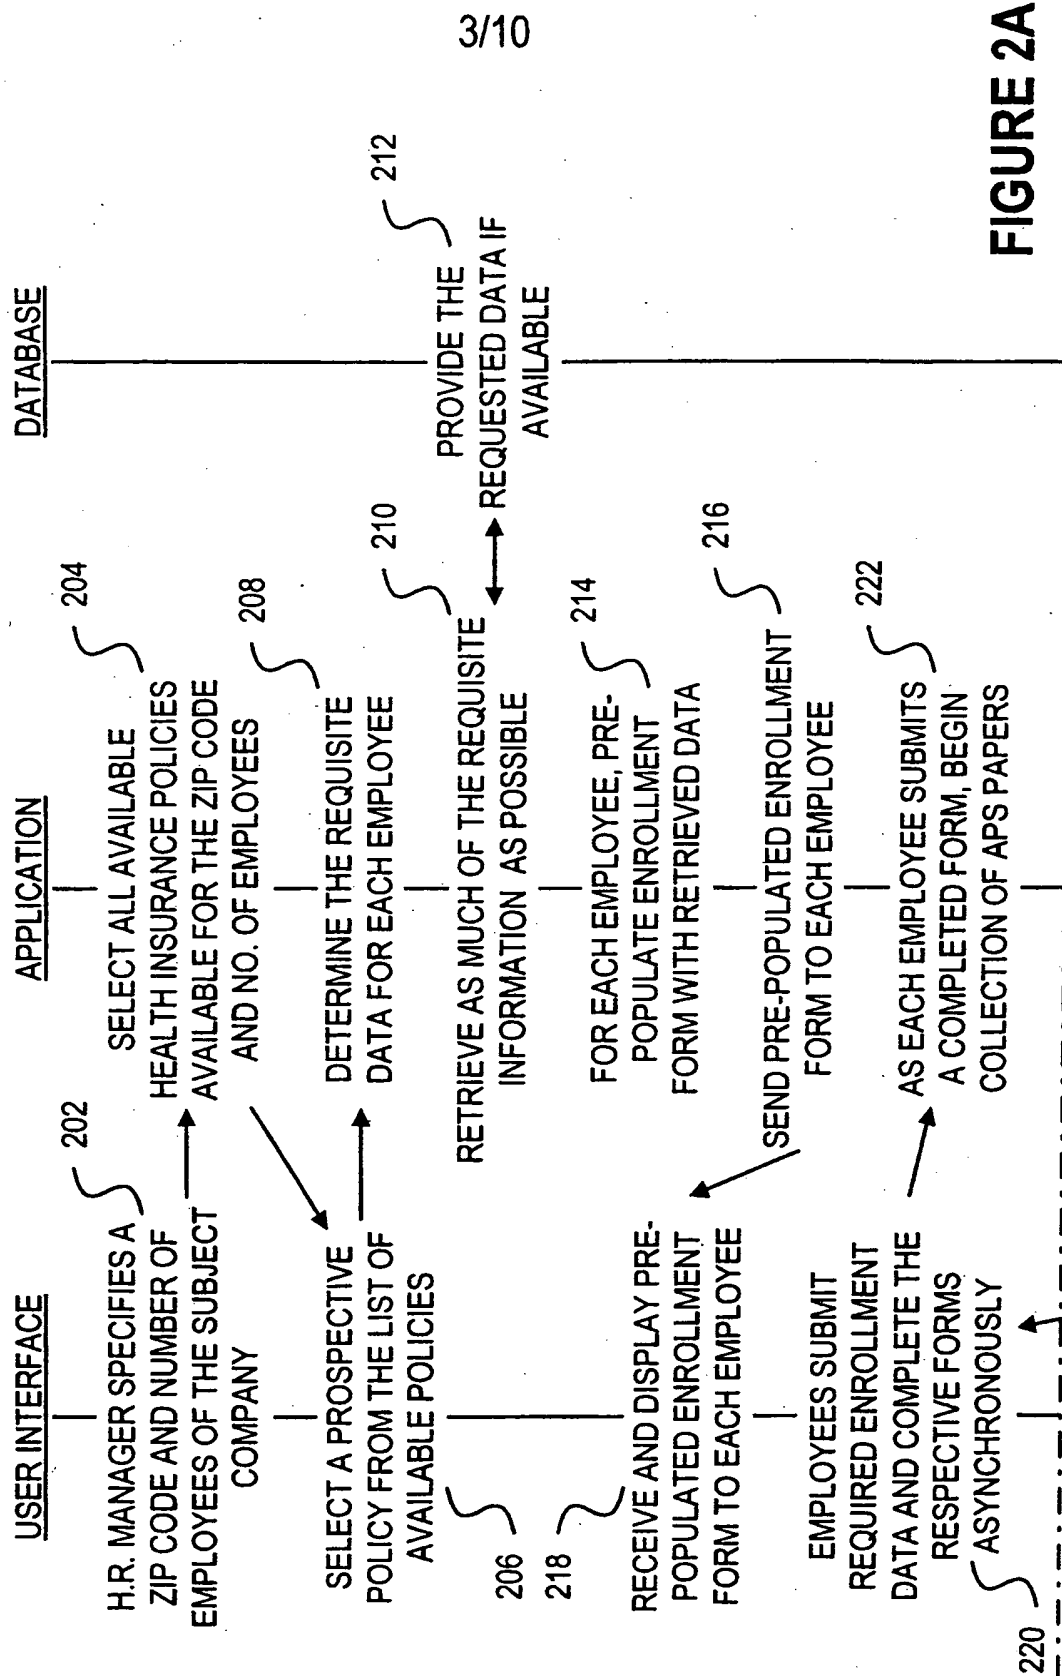 3/10
USER INTERFACE
APPLICATION
DATABASE
H.R. MANAGER SPECIFIES A
ZIP CODE AND NUMBER OF
EMPLOYEES OF THE SUBJECT
COMPANY
202
SELECT ALL AVAILABLE
HEALTH INSURANCE POLICIES
AVAILABLE FOR THE ZIP CODE
AND NO. OF EMPLOYEES
204
SELECT A PROSPECTIVE
POLICY FROM THE LIST OF
AVAILABLE POLICIES
206
DETERMINE THE REQUISITE
DATA FOR EACH EMPLOYEE
208
RETRIEVE AS MUCH OF THE REQUISITE
INFORMATION AS POSSIBLE
210
PROVIDE THE
REQUESTED DATA IF
AVAILABLE
212
FOR EACH EMPLOYEE, PRE-
POPULATE ENROLLMENT
FORM WITH RETRIEVED DATA
214
SEND PRE-POPULATED ENROLLMENT
FORM TO EACH EMPLOYEE
216
218
RECEIVE AND DISPLAY PRE-
POPULATED ENROLLMENT
FORM TO EACH EMPLOYEE
EMPLOYEES SUBMIT
REQUIRED ENROLLMENT
DATA AND COMPLETE THE
RESPECTIVE FORMS
ASYNCHRONOUSLY
220
AS EACH EMPLOYEE SUBMITS
A COMPLETED FORM, BEGIN
COLLECTION OF APS PAPERS
222
FIGURE 2A